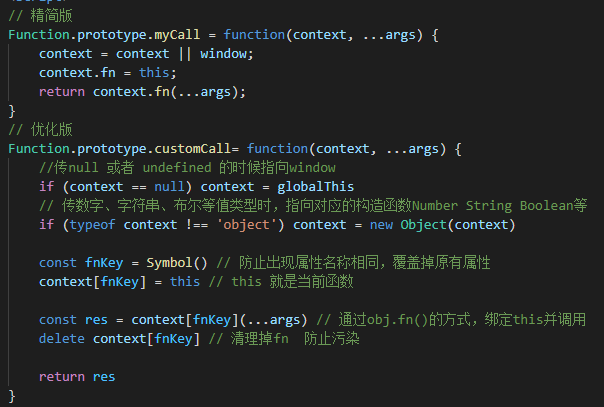 // 精简版
Function.prototype.myCall = function(context, ...args) {
    context = context || window;
    context.fn = this;
    return context.fn(...args);
}
// 优化版
Function.prototype.customCall= function(context, ...args) {
    //传null 或者 undefined 的时候指向window
    if (context == null) context = globalThis
    // 传数字、字符串、布尔等值类型时，指向对应的构造函数Number String Boolean等
    if (typeof context !== 'object') context = new Object(context)
    const fnKey = Symbol() // 防止出现属性名称相同，覆盖掉原有属性
    context[fnKey] = this // this 就是当前函数
    const res = context[fnKey](...args) // 通过obj.fn()的方式，绑定this并调用
    delete context[fnKey] // 清理掉fn  防止污染
    return res
}